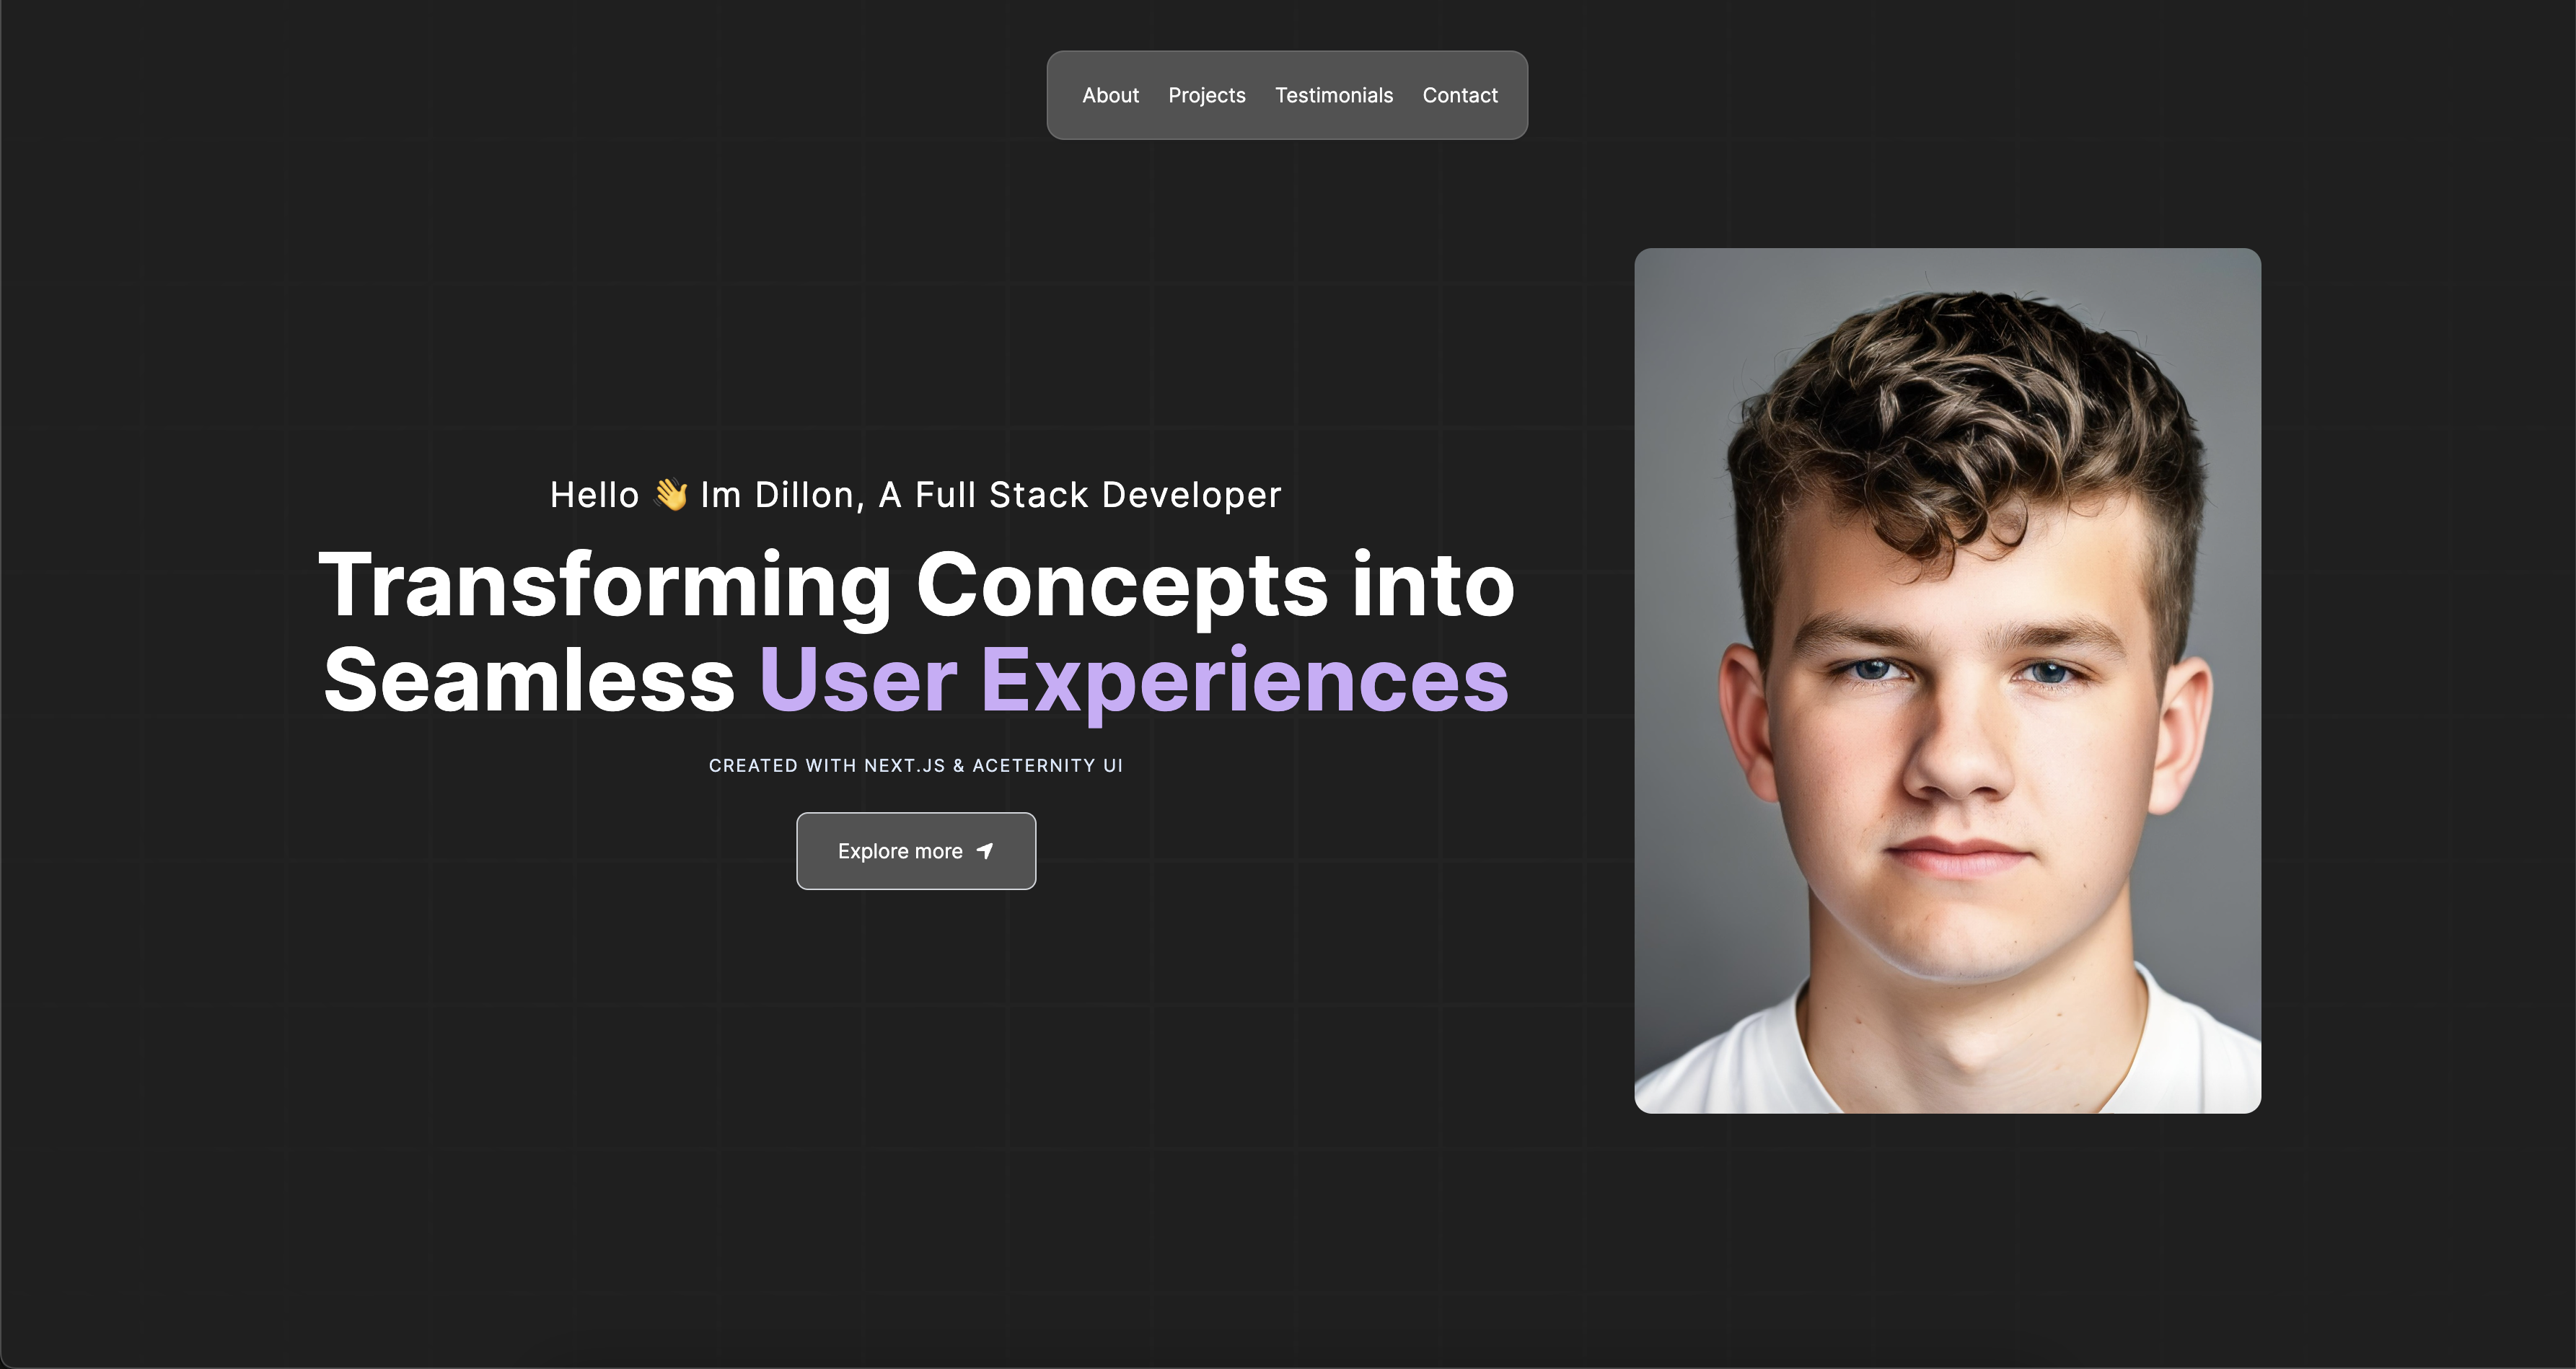 About Projects Testimonials Contact
Hello 👋 Im Dillon, A Full Stack Developer
Transforming Concepts into
Seamless User Experiences
CREATED WITH NEXT.JS & ACETERNITY UI
Explore more